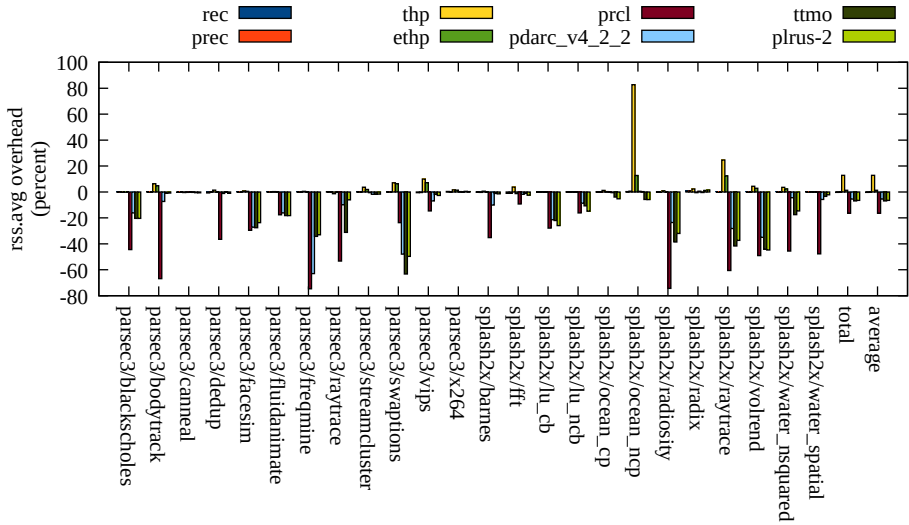 rec thp prcl ttmo
prec ethp pdarc_v4_2_2 plrus-2
rss.avg overhead
(percent)
100
80
60
40
20
0
-20
-40
-60
-80
parsec3/blackscholes
parsec3/bodytrack
parsec3/canneal
parsec3/dedup
parsec3/facesim
parsec3/fluidanimate
parsec3/freqmine
parsec3/raytrace
parsec3/streamcluster
parsec3/swaptions
parsec3/vips
parsec3/x264
splash2x/barnes
splash2x/fft
splash2x/lu_cb
splash2x/lu_ncb
splash2x/ocean_cp
splash2x/ocean_ncp
splash2x/radiosity
splash2x/radix
splash2x/raytrace
splash2x/volrend
splash2x/water_nsquared
splash2x/water_spatial
total
average